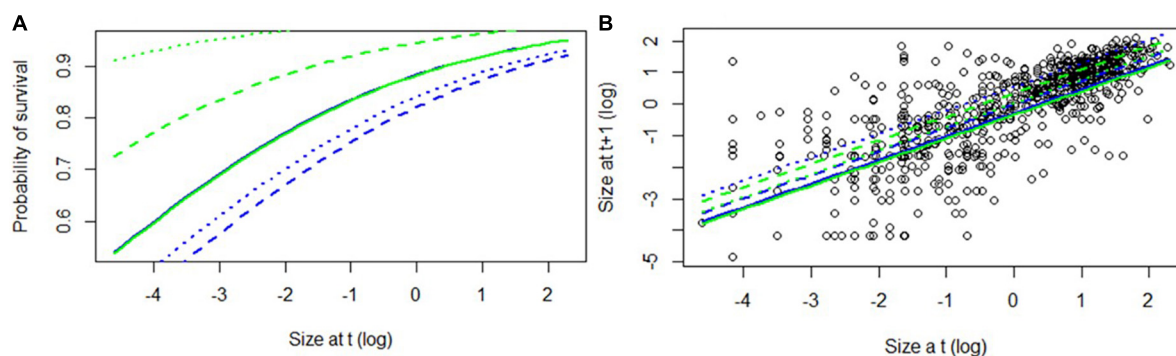 A
Probability of survival
0.9
0.8
0.7
0.6
-4 -3 -2 -1 0 1 2
Size at t (log)
B
Size at t+1 (log)
2
1
0
-1
-3
-5
-4 -3 -2 -1 0 1 2
Size a t (log)